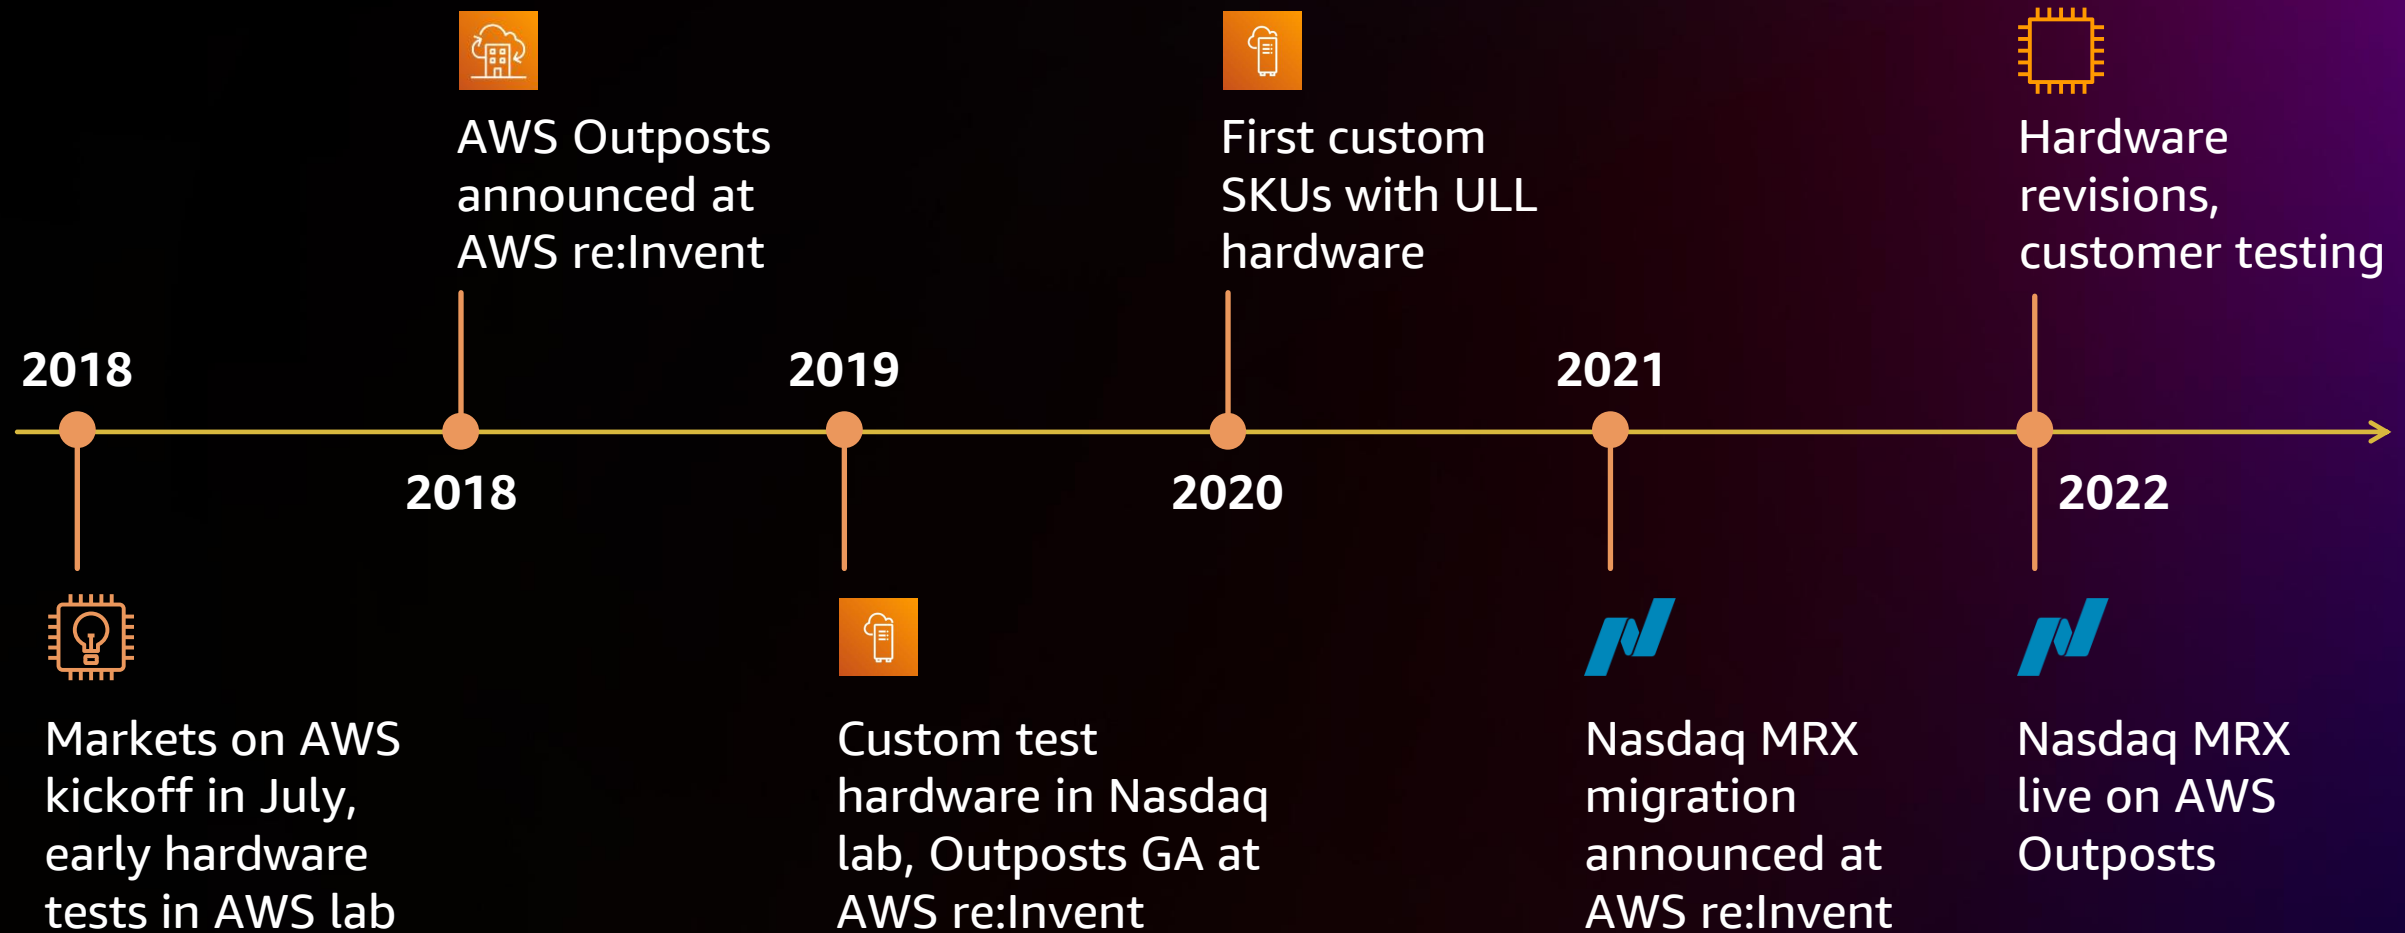 2018
Markets on AWS
kickoff in July,
early hardware
tests in AWS lab
AWS Outposts
announced at
AWS re:Invent
2018
2019
Custom test
hardware in Nasdaq
lab, Outposts GA at
AWS re:Invent
First custom
SKUs with ULL
hardware
2020
2021
Nasdaq MRX
migration
announced at
AWS re:Invent
Hardware
revisions,
customer testing
2022
Nasdaq MRX
live on AWS
Outposts